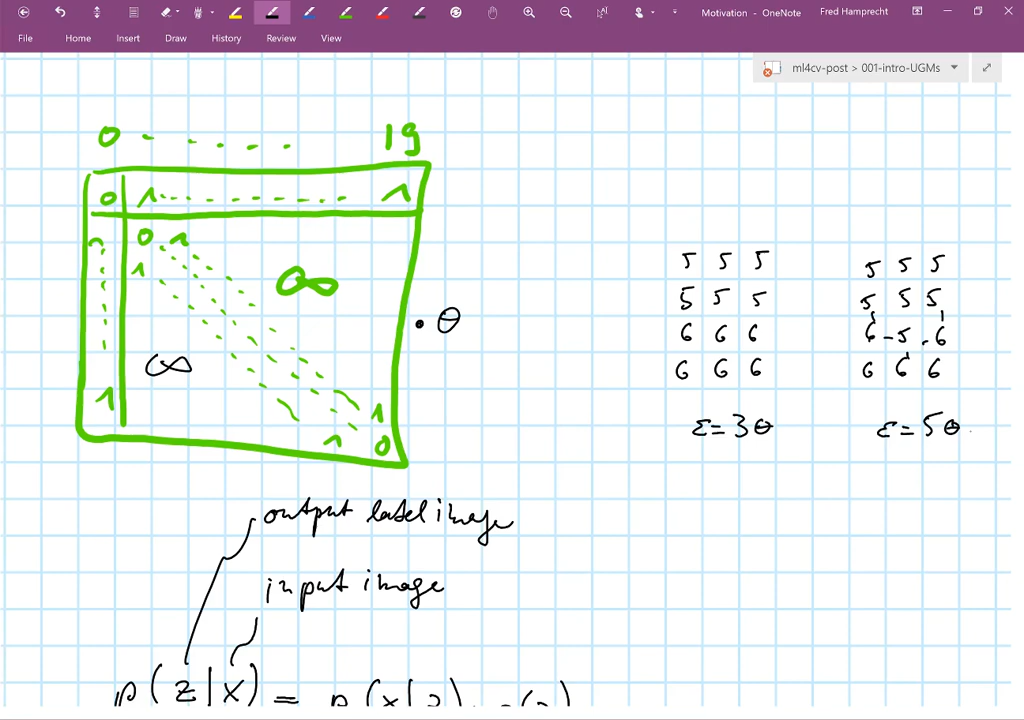 Motivation - OneNote
Fred Hamprecht
File Home Insert Draw History Review View
ml4cv-post > 001-intro-UGMs
0 - . . . . . 19
0 1 . . . . . . . . . 1
0 1
1
∞
∞
1
1
1 0
· θ
5 5 5
5 5 5
6 6 6
6 6 6
ε = 3θ
5 5 5
5 5 5
6 - 5 - 6
6 6 6
ε = 5θ
output label image
input image
p(z|x) = p(x|z) . p(z)